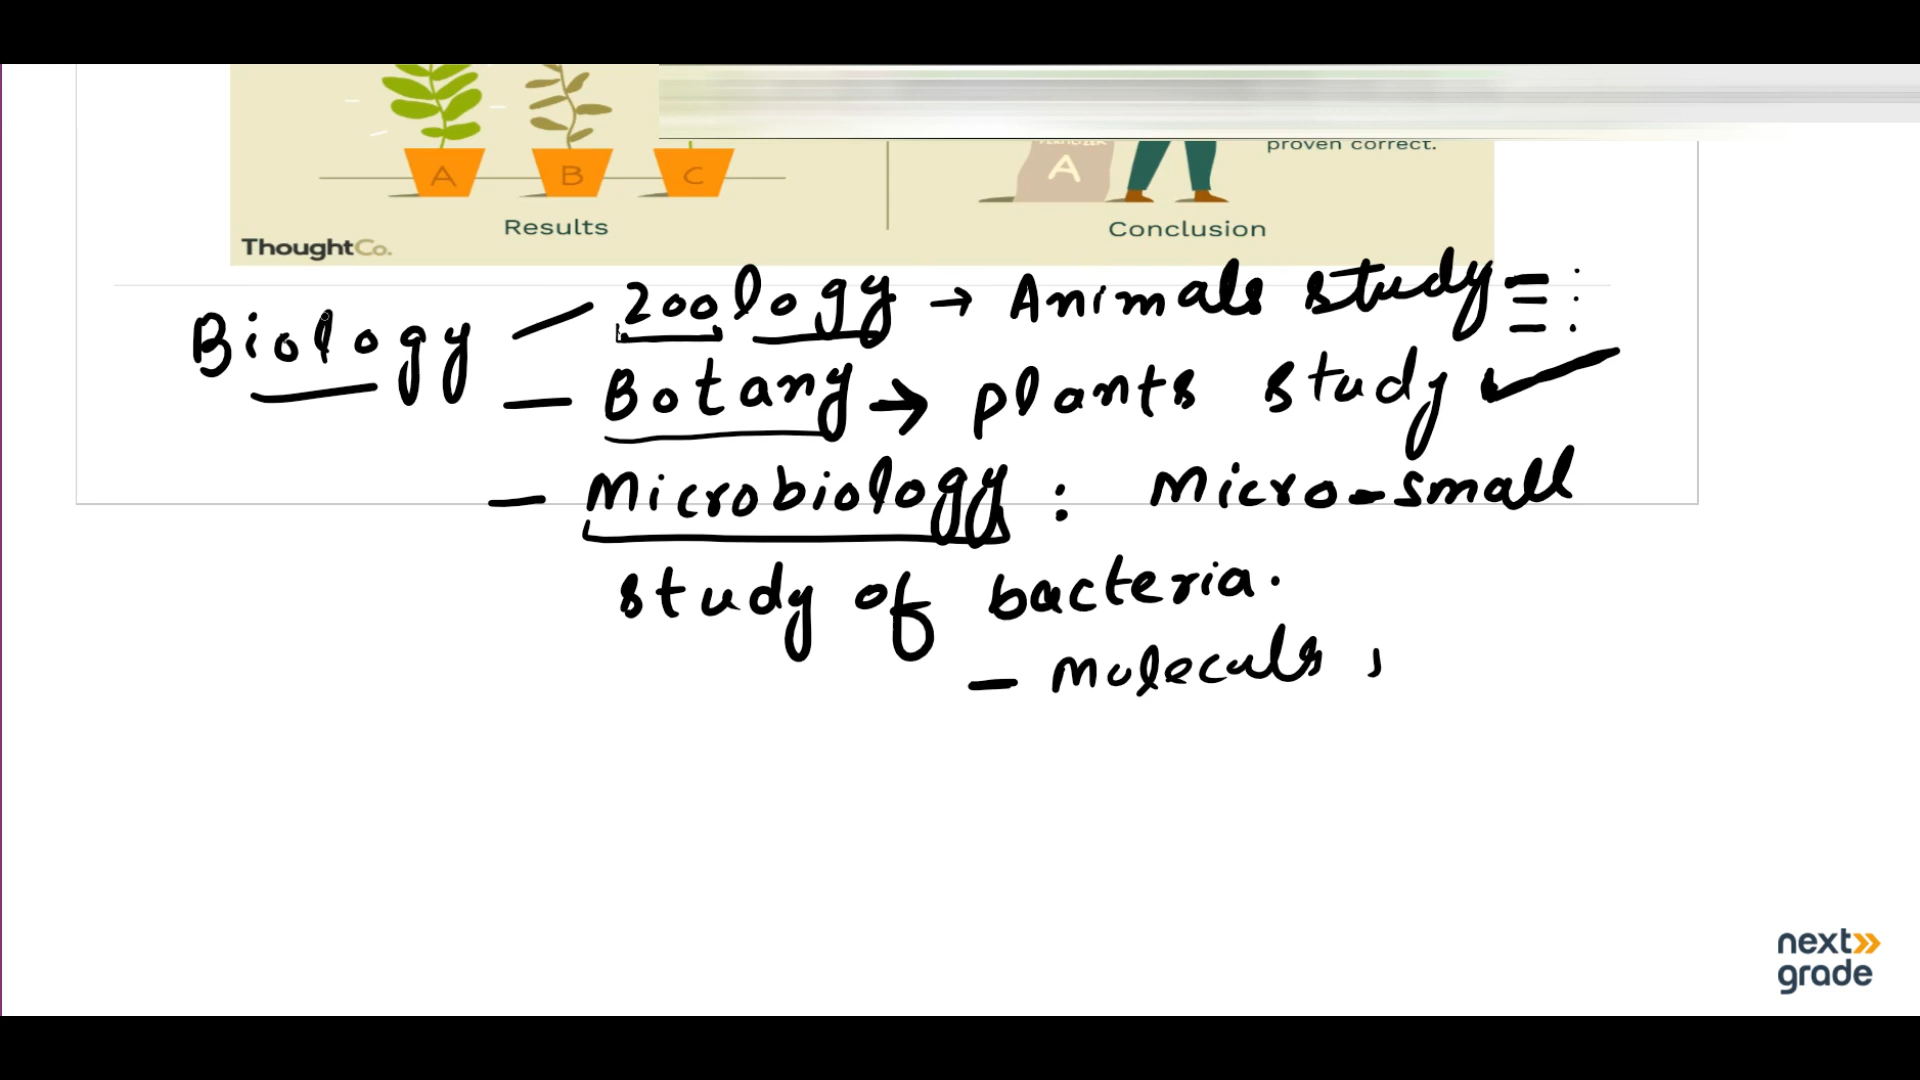 proven correct.
A
B
C
A
Results
Conclusion
ThoughtCo.
Biology - Zoology → Animals study
- Botany → plants study
- Microbiology : Micro-small
study of bacteria.
- Moleculs ,
next
grade